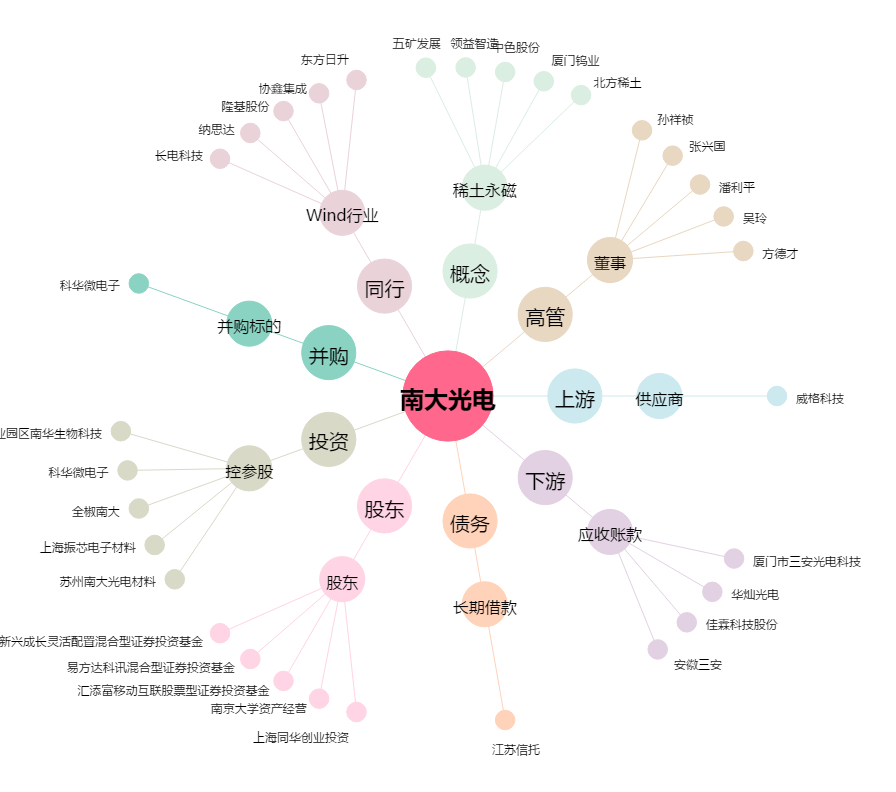 五矿发展
领益智造
中色股份
厦门钨业
北方稀土
东方日升
协鑫集成
隆基股份
纳思达
长电科技
孙祥祯
张兴国
潘利平
吴玲
方德才
稀土永磁
Wind行业
董事
概念
同行
高管
科华微电子
并购标的
并购
南大光电
上游
供应商
威格科技
投资
控参股
业园区南华生物科技
科华微电子
全椒南大
上海振芯电子材料
苏州南大光电材料
下游
应收账款
厦门市三安光电科技
华灿光电
佳霖科技股份
安徽三安
股东
股东
新兴成长灵活配置混合型证券投资基金
易方达科讯混合型证券投资基金
汇添富移动互联股票型证券投资基金
南京大学资产经营
上海同华创业投资
债务
长期借款
江苏信托